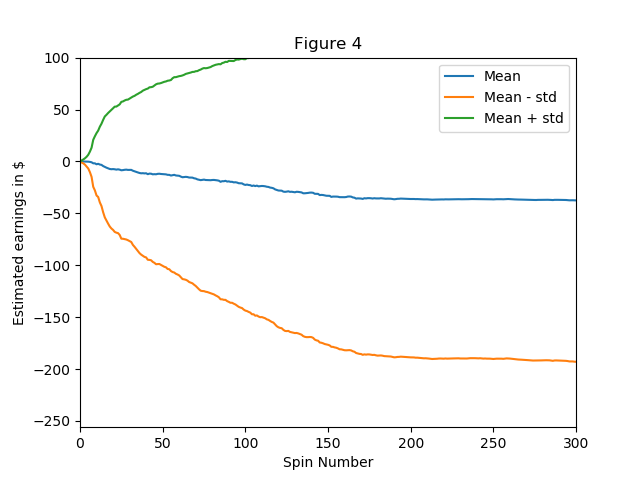 Figure 4
Mean
Mean - std
Mean + std
100
50
0
−50
−100
−150
−200
−250
Estimated earnings in $
0 50 100 150 200 250 300
Spin Number